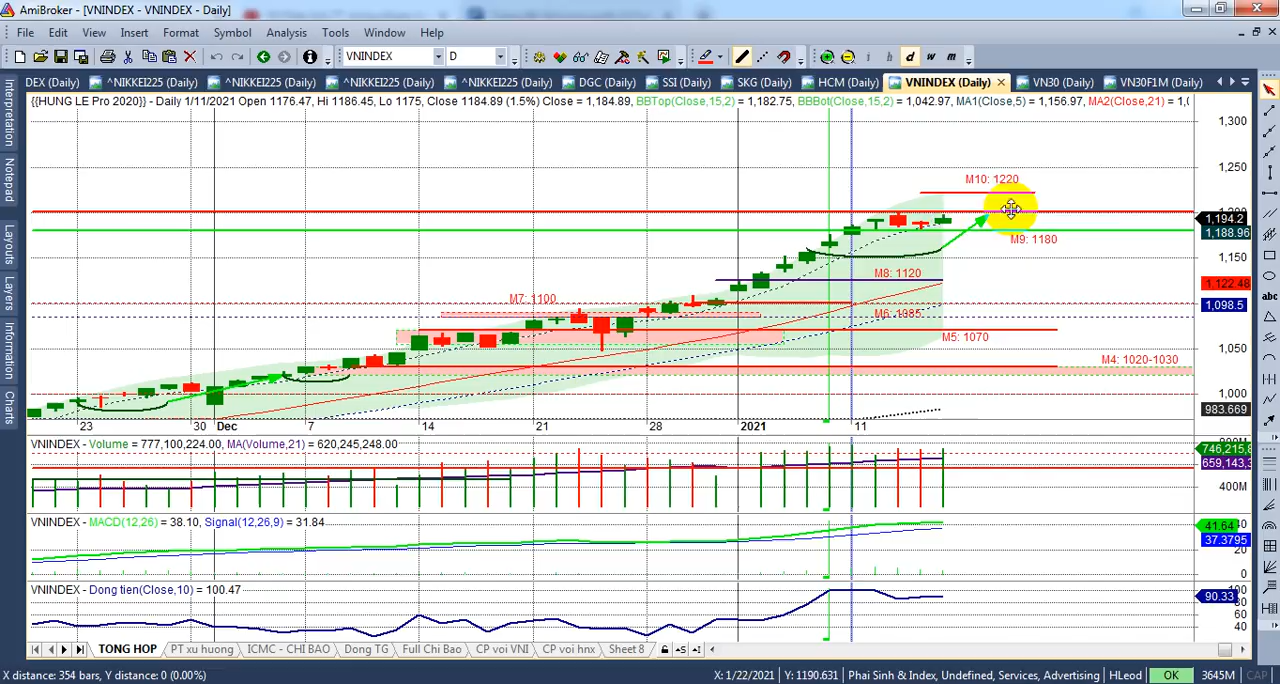 AmiBroker - [VNINDEX - VNINDEX - Daily]
File Edit View Insert Format Symbol Analysis Tools Window Help
VNINDEX D i h d w m
DEX (Daily) ^NIKKEI225 (Daily) ^NIKKEI225 (Daily) ^NIKKEI225 (Daily) ^NIKKEI225 (Daily) DGC (Daily) SSI (Daily) SKG (Daily) HCM (Daily) VNINDEX (Daily) VN30 (Daily) VN30F1M (Daily)
Interpretation
Notepad
Layouts
Layers
Information
Charts
{{HUNG LE Pro 2020}} - Daily 1/11/2021 Open 1176.47, Hi 1186.45, Lo 1175, Close 1184.89 (1.5%) Close = 1,184.89, BBTop(Close,15,2) = 1,182.75, BBBot(Close,15,2) = 1,042.97, MA1(Close,5) = 1,156.97, MA2(Close,21) = 1,0
1,300
1,250
M10: 1220
1,194.2
M9: 1180
1,188.96
1,150
M8: 1120
1,122.48
M7: 1100
1,098.5
M6: 1085
M5: 1070
1,050
M4: 1020-1030
1,000
983.669
23 30 Dec 7 14 21 28 2021 11
VNINDEX - Volume = 777,100,224.00, MA(Volume,21) = 620,245,248.00
746,215,8
659,143,3
400M
VNINDEX - MACD(12,26) = 38.10, Signal(12,26,9) = 31.84
41.64
37.3795
20
0
VNINDEX - Dong tien(Close,10) = 100.47
90.33
60
40
TONG HOP PT xu huong ICMC - CHI BAO Dong TG Full Chi Bao CP voi VNI CP voi hnx Sheet 8
X distance: 354 bars, Y distance: 0 (0.00%) X: 1/22/2021 Y: 1190.631 Phai Sinh & Index, Undefined, Services, Advertising HLeod OK 3645M CAP
abc